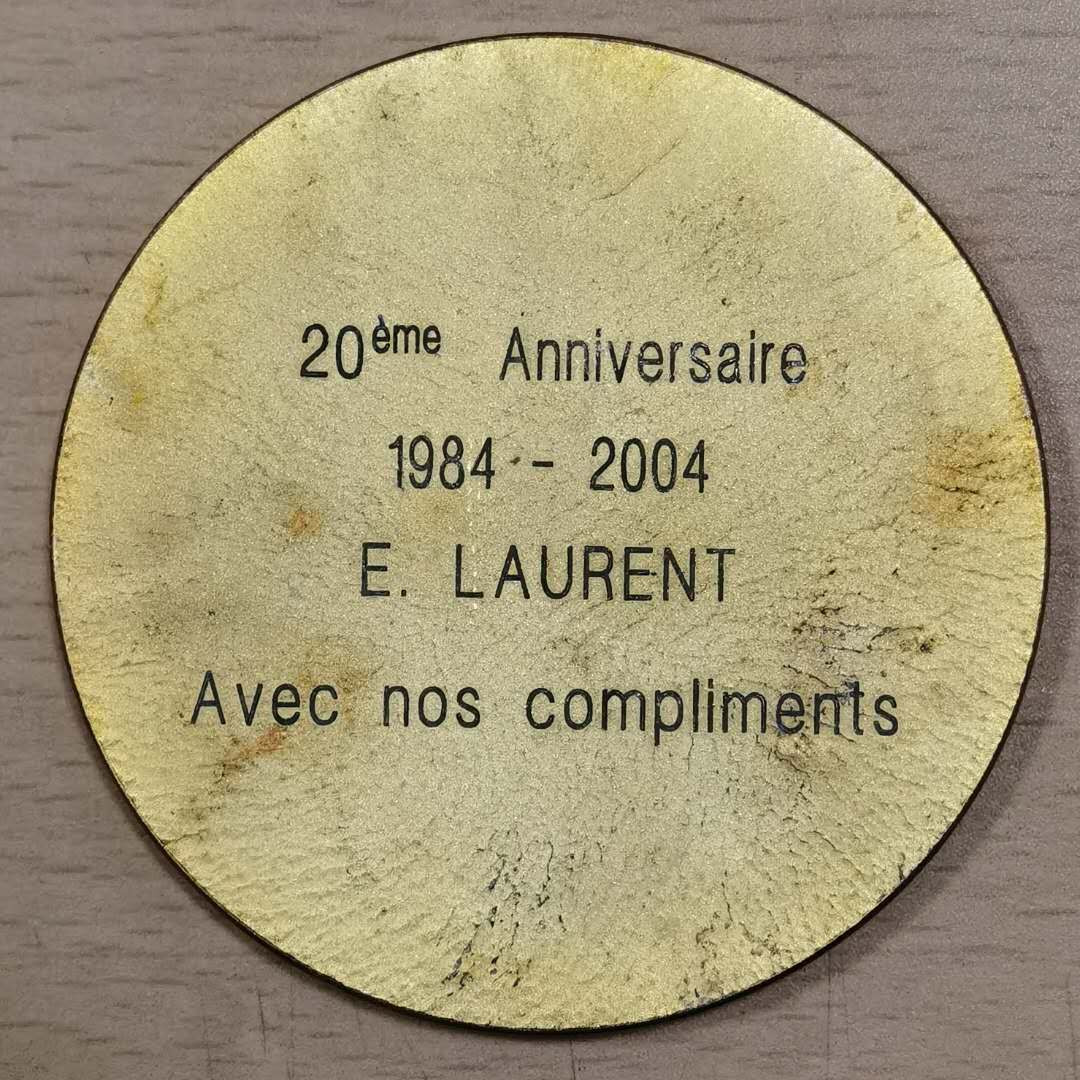 20ème Anniversaire
1984 - 2004
E. LAURENT
Avec nos compliments